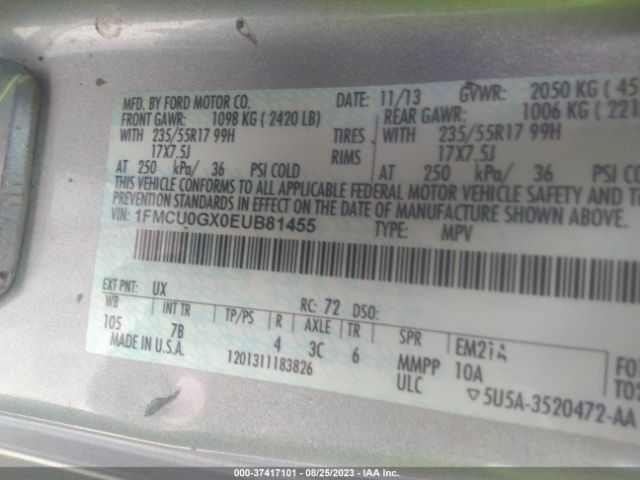 MFD. BY FORD MOTOR CO. DATE: 11/13 GVWR: 2050 KG ( 45
FRONT GAWR: 1098 KG ( 2420 LB) REAR GAWR: 1006 KG ( 221
WITH 235/55R17 99H TIRES WITH 235/55R17 99H
17X7.5J RIMS 17X7.5J
AT 250 kPa/ 36 PSI COLD AT 250 kPa/ 36 PSI C
THIS VEHICLE CONFORMS TO ALL APPLICABLE FEDERAL MOTOR VEHICLE SAFETY AND T
PREVENTION STANDARDS IN EFFECT ON THE DATE OF MANUFACTURE SHOWN ABOVE.
VIN: 1FMCU0GX0EUB81455 TYPE: MPV
EXT PNT: UX RC: 72 DSO:
WB INT TR TP/PS R AXLE TR SPR EM21A
105 7B 4 3C 6 MMPP 10A FO
MADE IN U.S.A. 1201311183826 ULC ▽5U5A-3520472-AA TO
000-37417101 - 08/25/2023 - IAA Inc.